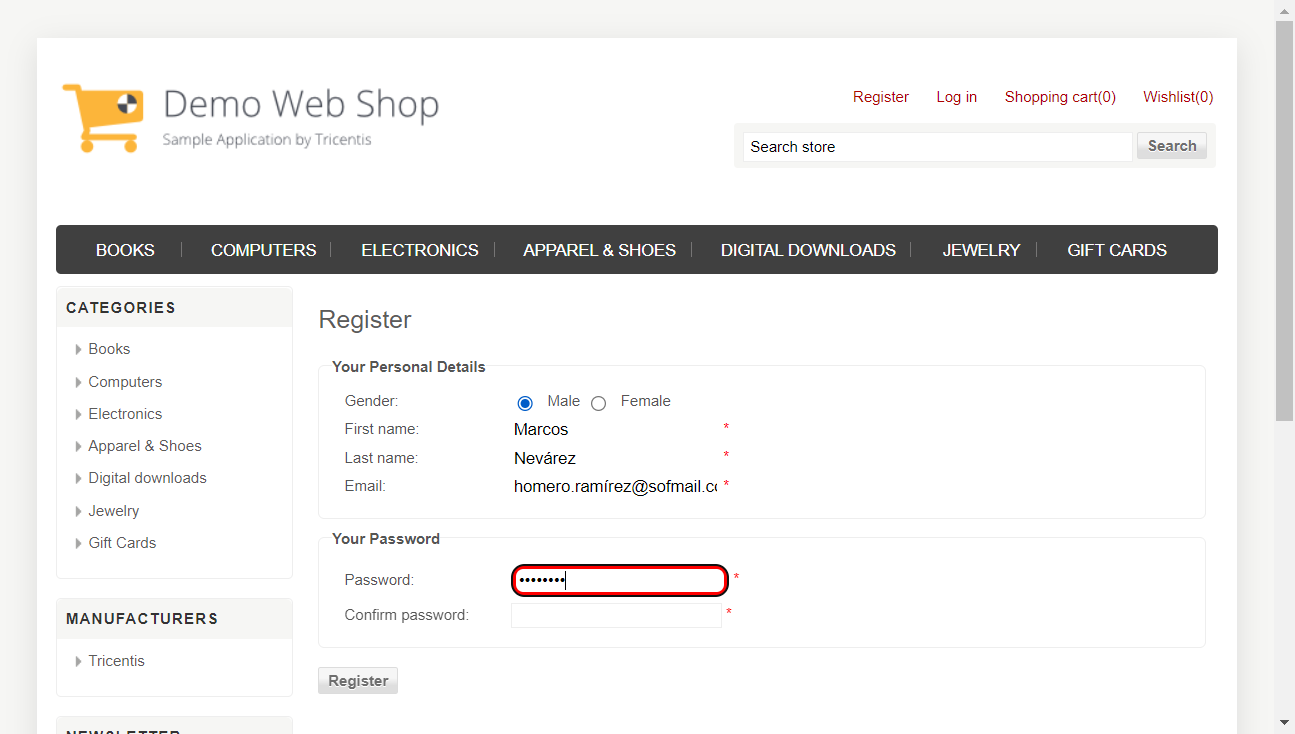 Demo Web Shop
Sample Application by Tricentis
Register Log in Shopping cart(0) Wishlist(0)
Search store Search
BOOKS COMPUTERS ELECTRONICS APPAREL & SHOES DIGITAL DOWNLOADS JEWELRY GIFT CARDS
CATEGORIES
Books
Computers
Electronics
Apparel & Shoes
Digital downloads
Jewelry
Gift Cards
MANUFACTURERS
Tricentis
NEWSLETTER
Register
Your Personal Details
Gender: Male Female
First name: Marcos *
Last name: Nevárez *
Email: homero.ramírez@sofmail.co *
Your Password
Password: •••••••• *
Confirm password: *
Register